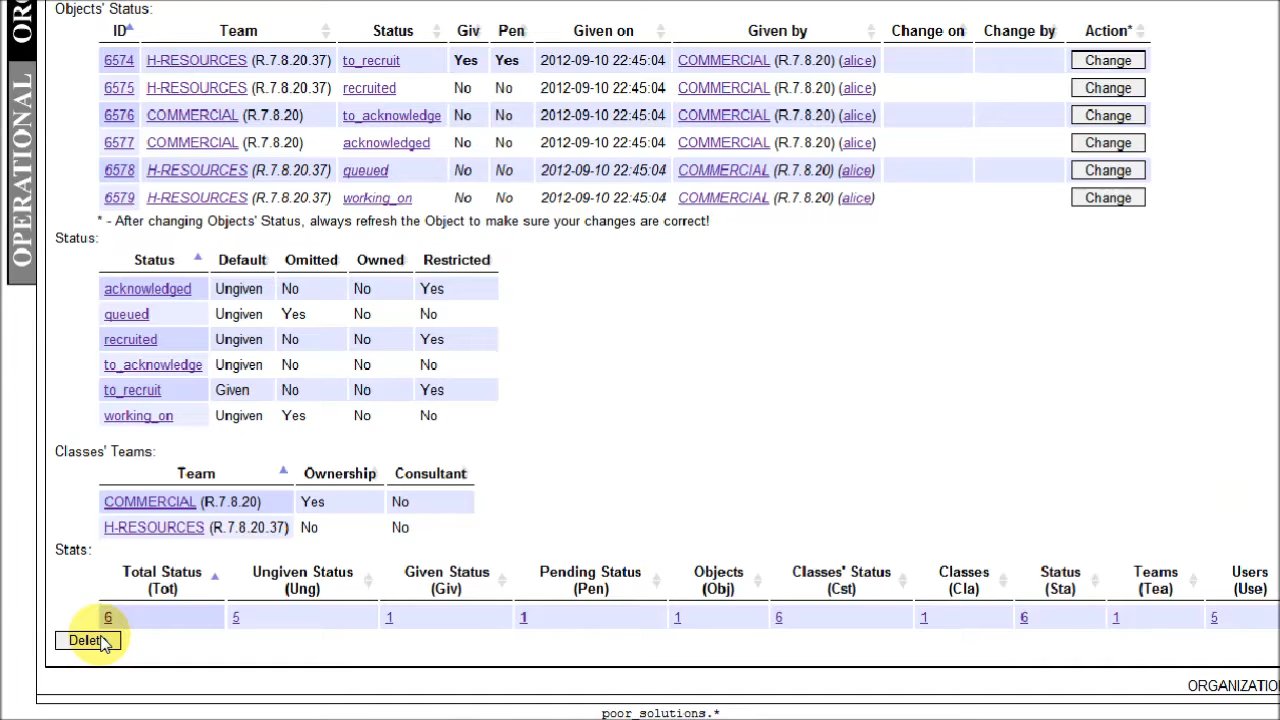 Objects' Status:
ID Team Status Giv Pen Given on Given by Change on Change by Action*
6574 H-RESOURCES (R.7.8.20.37) to_recruit Yes Yes 2012-09-10 22:45:04 COMMERCIAL (R.7.8.20) (alice) Change
6575 H-RESOURCES (R.7.8.20.37) recruited No No 2012-09-10 22:45:04 COMMERCIAL (R.7.8.20) (alice) Change
6576 COMMERCIAL (R.7.8.20) to_acknowledge No No 2012-09-10 22:45:04 COMMERCIAL (R.7.8.20) (alice) Change
6577 COMMERCIAL (R.7.8.20) acknowledged No No 2012-09-10 22:45:04 COMMERCIAL (R.7.8.20) (alice) Change
6578 H-RESOURCES (R.7.8.20.37) queued No No 2012-09-10 22:45:04 COMMERCIAL (R.7.8.20) (alice) Change
6579 H-RESOURCES (R.7.8.20.37) working_on No No 2012-09-10 22:45:04 COMMERCIAL (R.7.8.20) (alice) Change
* - After changing Objects' Status, always refresh the Object to make sure your changes are correct!
Status:
Status Default Omitted Owned Restricted
acknowledged Ungiven No No Yes
queued Ungiven Yes No No
recruited Ungiven No No Yes
to_acknowledge Ungiven No No No
to_recruit Given No No Yes
working_on Ungiven Yes No No
Classes' Teams:
Team Ownership Consultant
COMMERCIAL (R.7.8.20) Yes No
H-RESOURCES (R.7.8.20.37) No No
Stats:
Total Status Ungiven Status Given Status Pending Status Objects Classes' Status Classes Status Teams Users
(Tot) (Ung) (Giv) (Pen) (Obj) (Cst) (Cla) (Sta) (Tea) (Use)
6 5 1 1 1 6 1 6 1 5
Delet
ORGANIZATIO
poor_solutions.*
ORG
OPERATIONAL